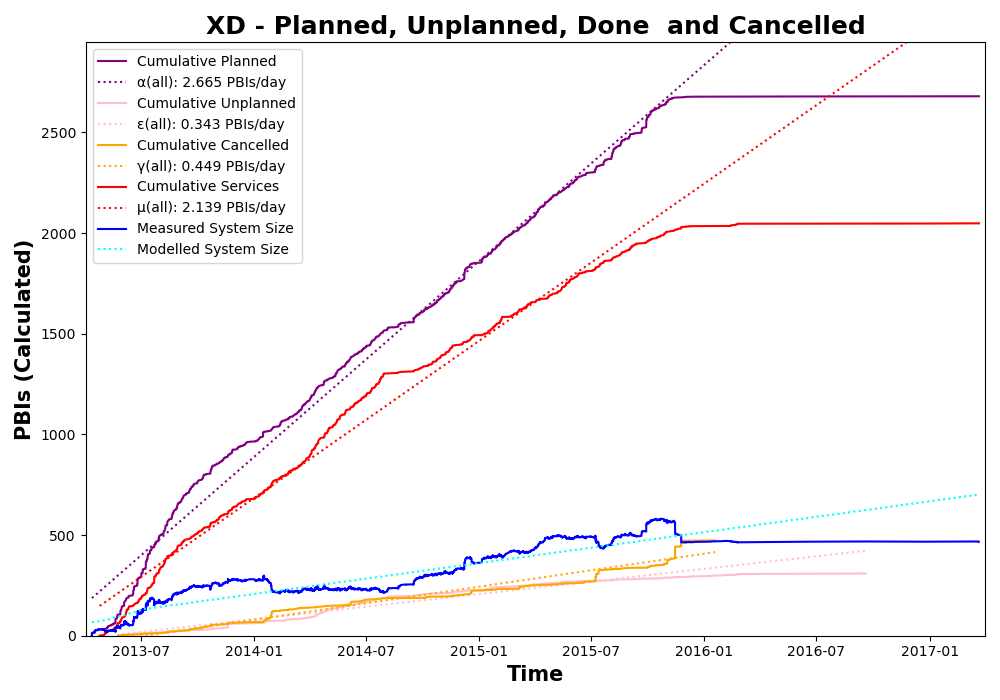 XD - Planned, Unplanned, Done  and Cancelled
Cumulative Planned
α(all): 2.665 PBIs/day
Cumulative Unplanned
ε(all): 0.343 PBIs/day
Cumulative Cancelled
γ(all): 0.449 PBIs/day
Cumulative Services
μ(all): 2.139 PBIs/day
Measured System Size
Modelled System Size
PBIs (Calculated)
2500
2000
1500
1000
500
0
2013-07 2014-01 2014-07 2015-01 2015-07 2016-01 2016-07 2017-01
Time